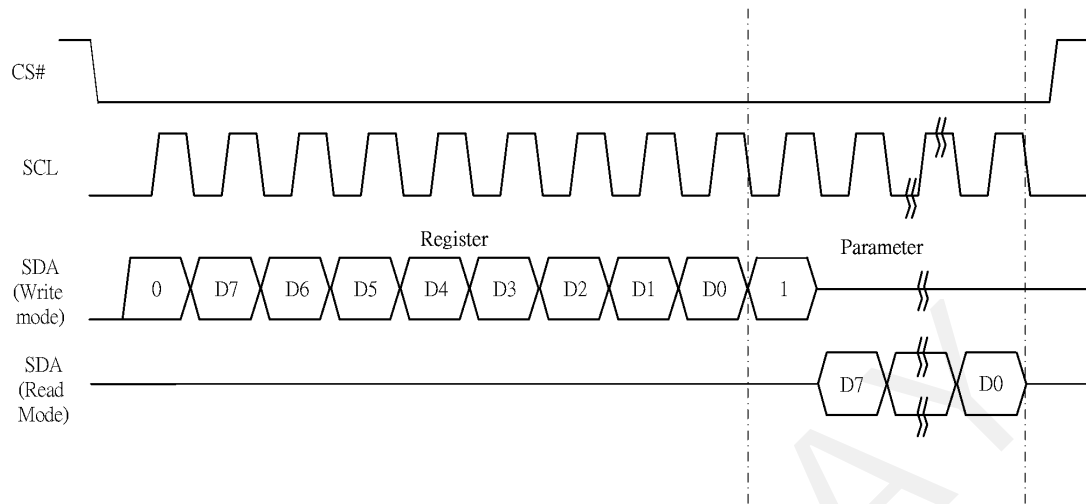 CS#
SCL
Register
Parameter
SDA
(Write
mode)
0 D7 D6 D5 D4 D3 D2 D1 D0 1
SDA
(Read
Mode)
D7 D0
AY